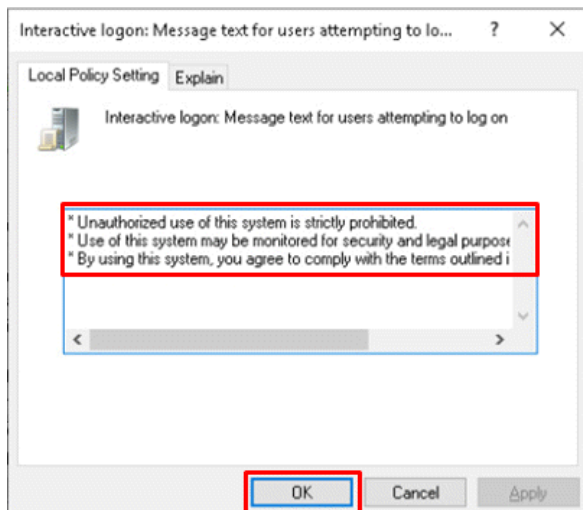 Interactive logon: Message text for users attempting to lo... ? ×
Local Policy Setting Explain
Interactive logon: Message text for users attempting to log on
* Unauthorized use of this system is strictly prohibited.
* Use of this system may be monitored for security and legal purpose
* By using this system, you agree to comply with the terms outlined i
OK Cancel Apply